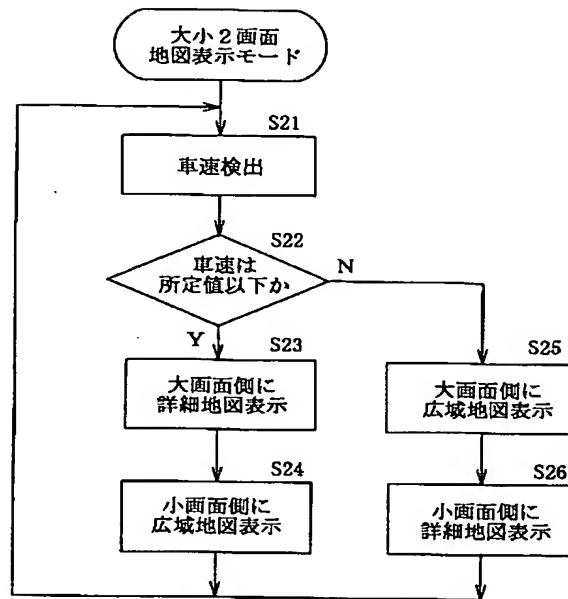 大小２画面
地図表示モード
S21
車速検出
S22
車速は
所定値以下か
N
Y
S23
大画面側に
詳細地図表示
S24
小画面側に
広域地図表示
S25
大画面側に
広域地図表示
S26
小画面側に
詳細地図表示